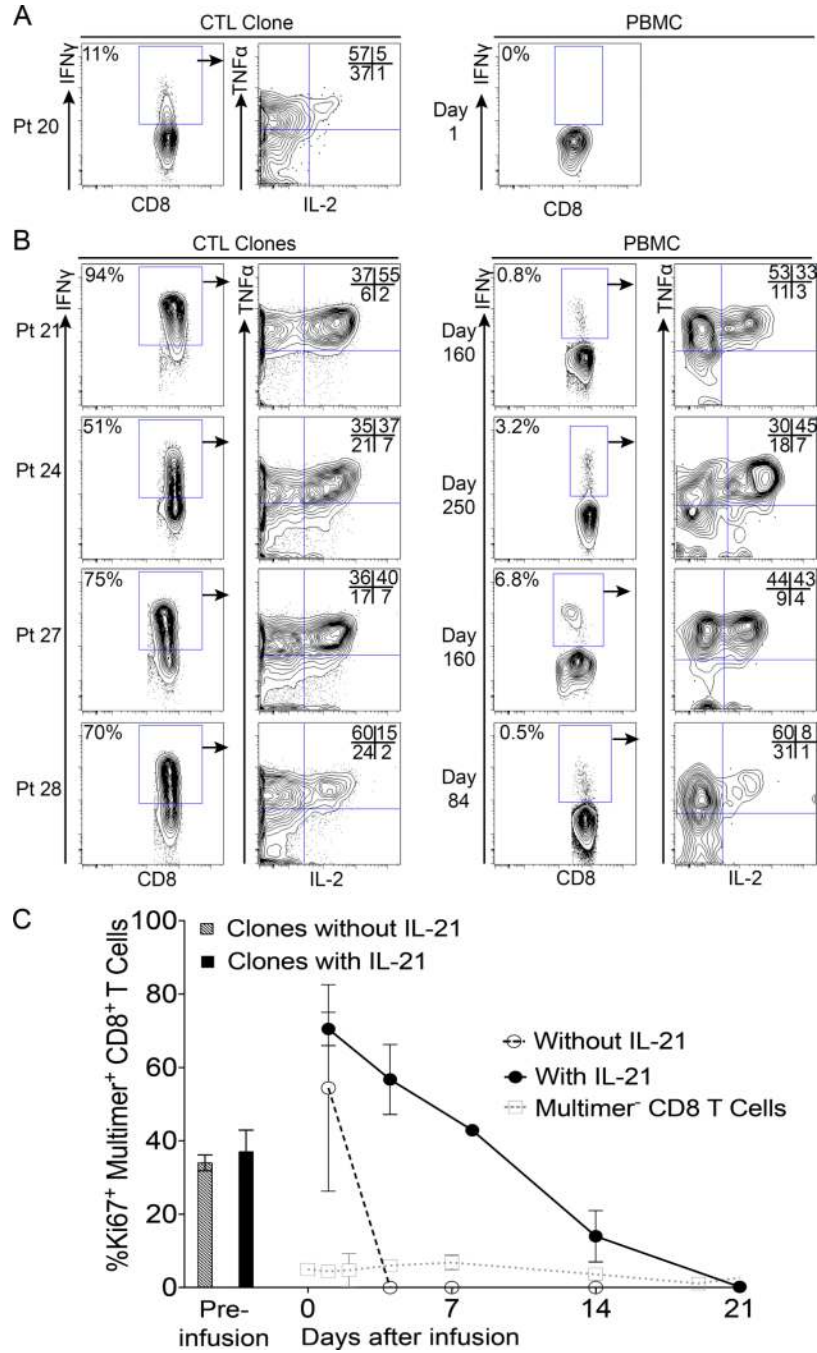 A
CTL Clone
PBMC
IFNγ
11%
TNFα
57 5
37 1
IFNγ
0%
Pt 20
Day
1
CD8
IL-2
CD8
B
CTL Clones
PBMC
IFNγ
94%
TNFα
37 55
6 2
IFNγ
0.8%
TNFα
53 33
11 3
Pt 21
Day
160
51%
35 37
21 7
3.2%
30 45
18 7
Pt 24
Day
250
75%
36 40
17 7
6.8%
44 43
9 4
Pt 27
Day
160
70%
60 15
24 2
0.5%
60 8
31 1
Pt 28
Day
84
CD8
IL-2
CD8
IL-2
C
%Ki67+ Multimer+ CD8+ T Cells
100
80
60
40
20
0
Clones without IL-21
Clones with IL-21
Without IL-21
With IL-21
Multimer- CD8 T Cells
Pre-
infusion
0
7
14
21
Days after infusion